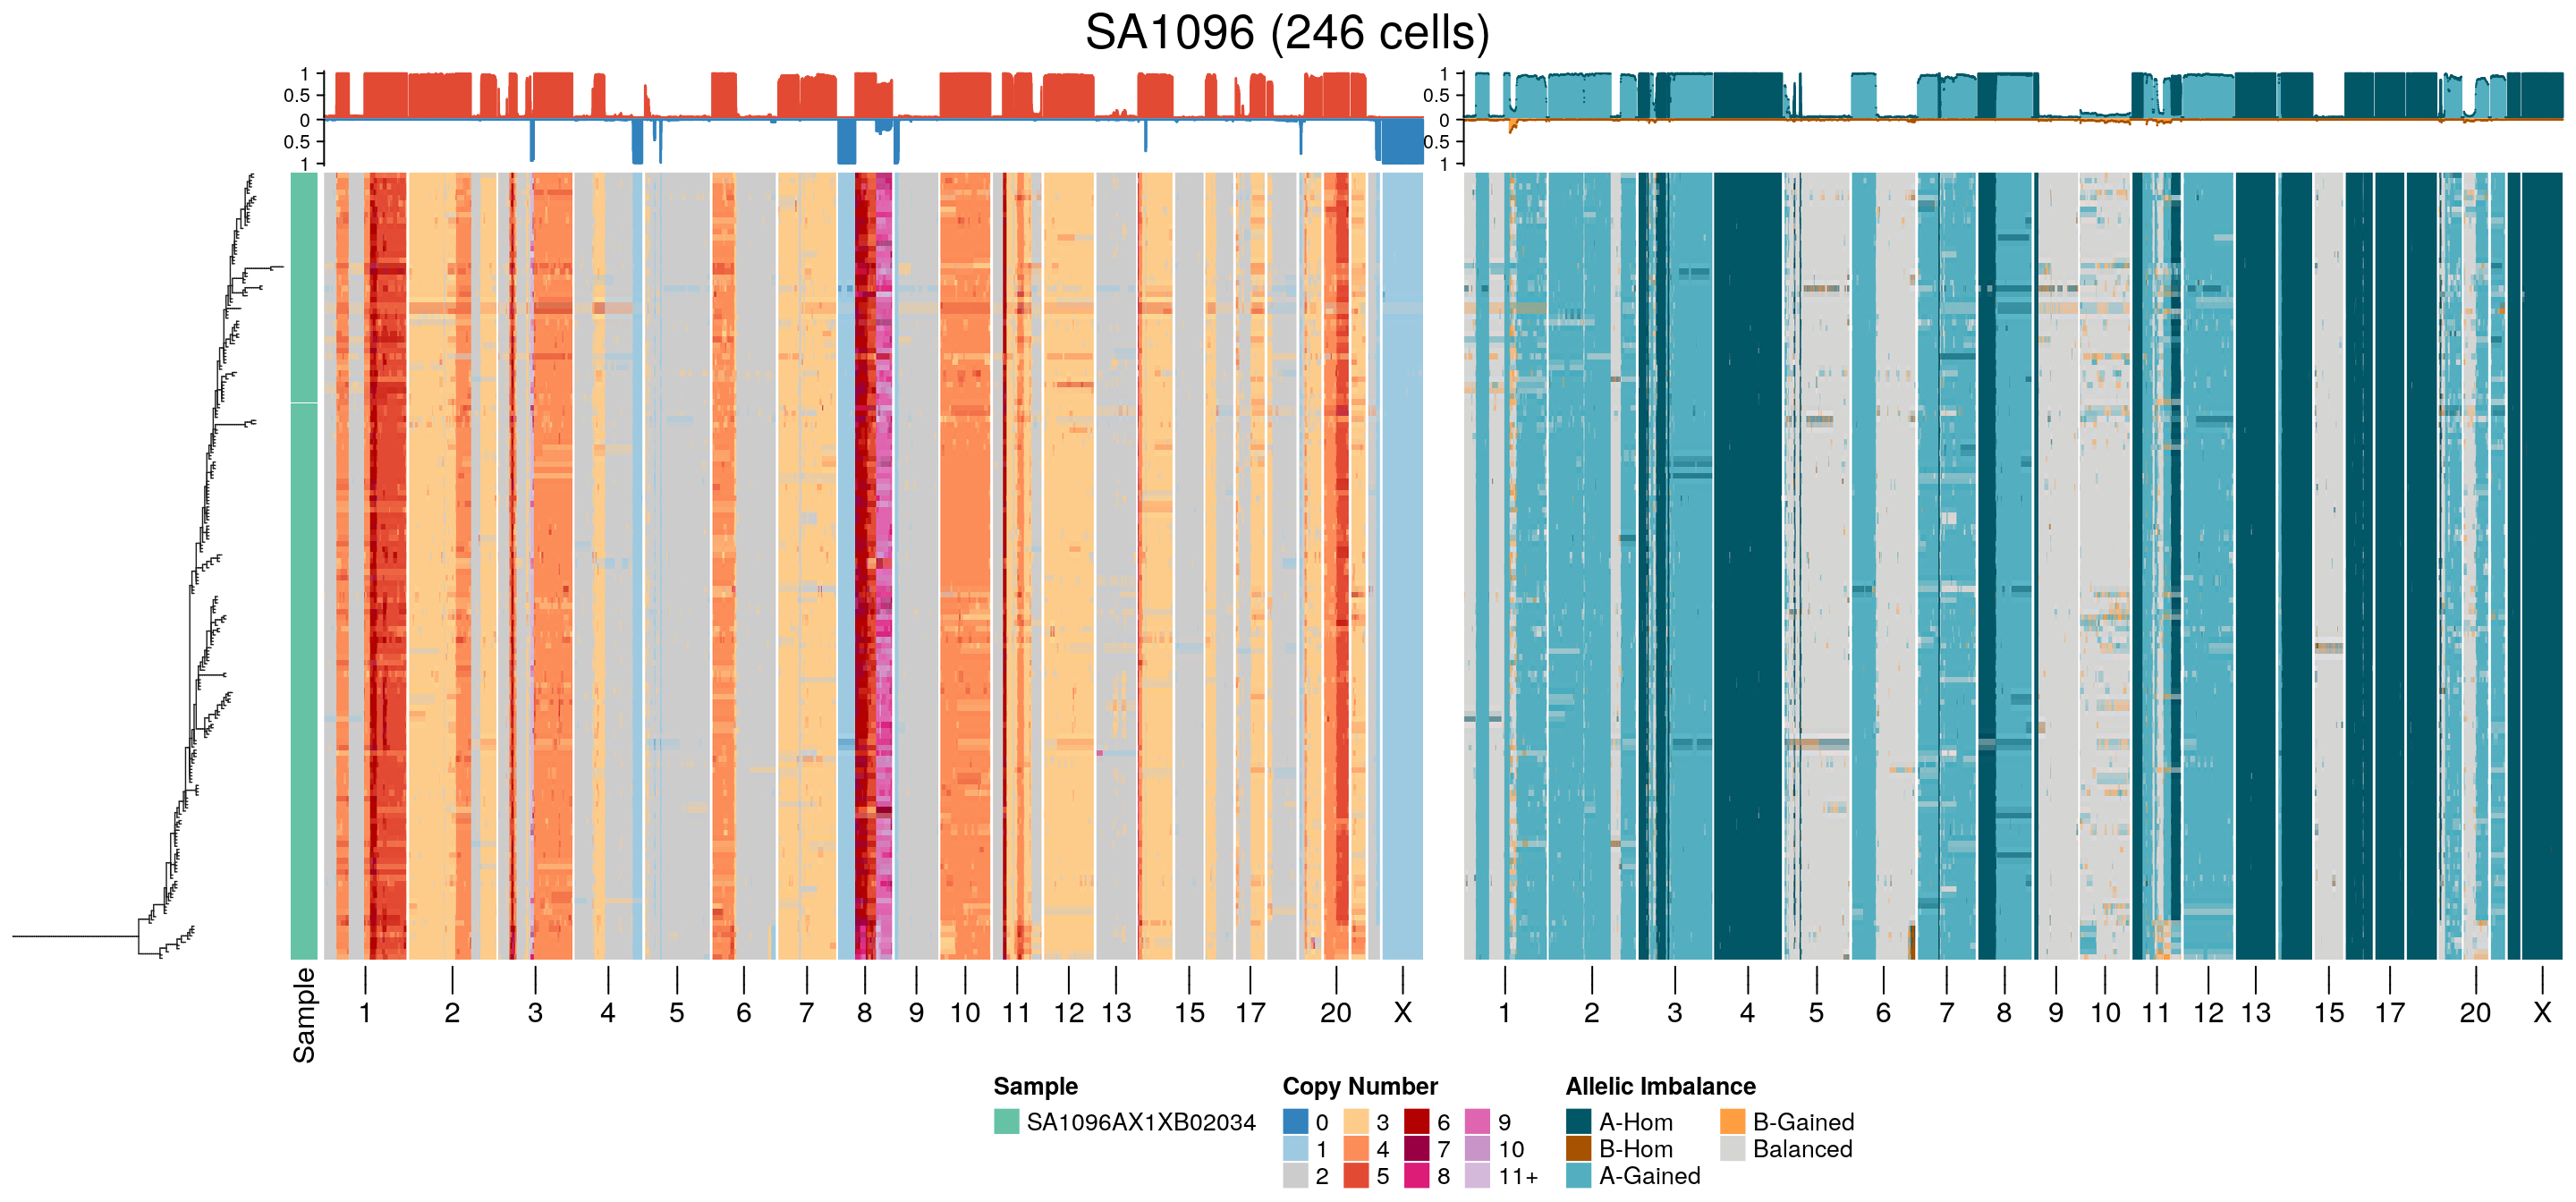 SA1096 (246 cells)
1
0.5
0
0.5
1
1
0.5
0
0.5
1
Sample
1 2 3 4 5 6 7 8 9 10 11 12 13 15 17 20 X
1 2 3 4 5 6 7 8 9 10 11 12 13 15 17 20 X
Sample
SA1096AX1XB02034
Copy Number
0 3 6 9
1 4 7 10
2 5 8 11+
Allelic Imbalance
A-Hom B-Gained
B-Hom Balanced
A-Gained